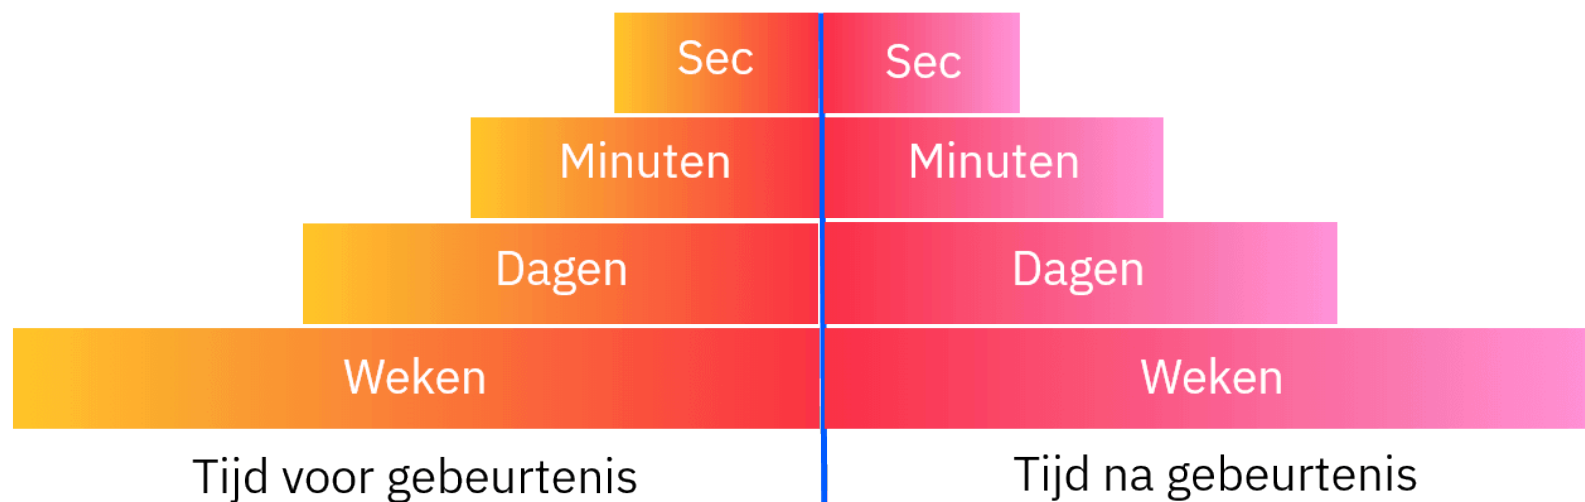 Sec Sec
Minuten Minuten
Dagen Dagen
Weken Weken
Tijd voor gebeurtenis Tijd na gebeurtenis